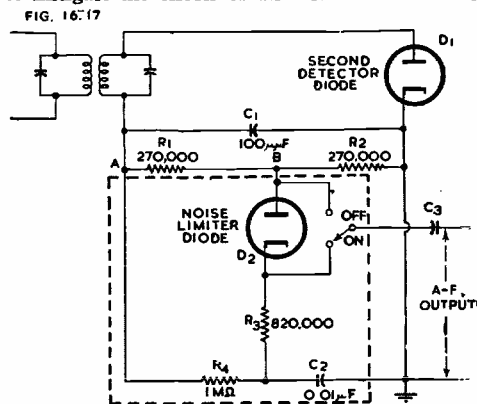 FIG. 16-17
D1
SECOND
DETECTOR
DIODE
C1
100μμF
R1
270,000
A
B
R2
270,000
NOISE
LIMITER
DIODE
D2
OFF
ON
C3
A-F.
OUTPUT
R3
820,000
R4
1MΩ
C2
0.01μF